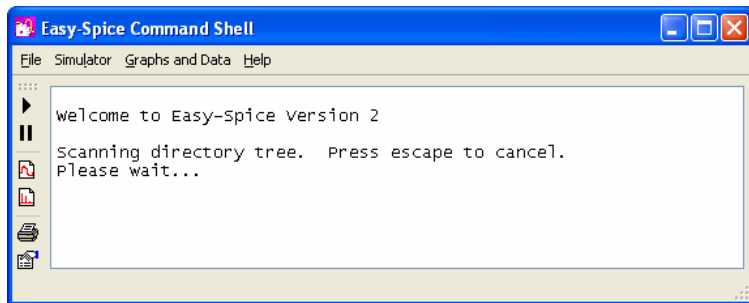 Easy-Spice Command Shell
File Simulator Graphs and Data Help
Welcome to Easy-Spice Version 2
Scanning directory tree. Press escape to cancel.
Please wait...